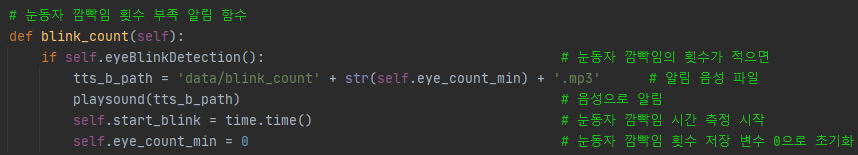 # 눈동자 깜빡임 횟수 부족 알림 함수
def blink_count(self):
    if self.eyeBlinkDetection():                                     # 눈동자 깜빡임의 횟수가 적으면
        tts_b_path = 'data/blink_count' + str(self.eye_count_min) + '.mp3'      # 알림 음성 파일
        playsound(tts_b_path)                                        # 음성으로 알림
        self.start_blink = time.time()                               # 눈동자 깜빡임 시간 측정 시작
        self.eye_count_min = 0                                       # 눈동자 깜빡임 횟수 저장 변수 0으로 초기화